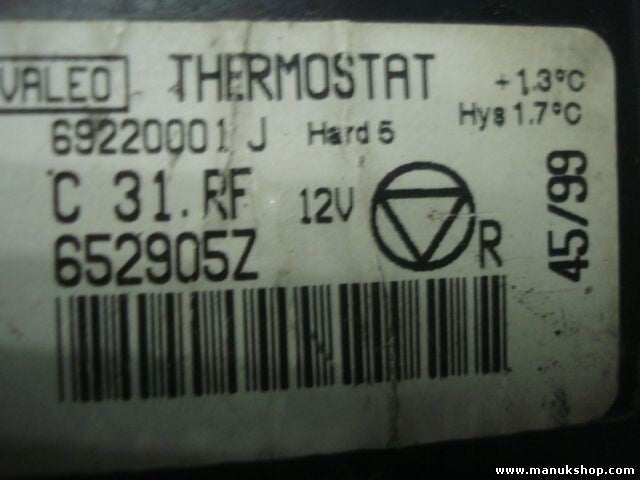 VALEO THERMOSTAT +1.3°C
69220001 J Hard 5 Hys 1.7°C
C 31.RF 12V 45/99
652905Z R
www.manukshop.com